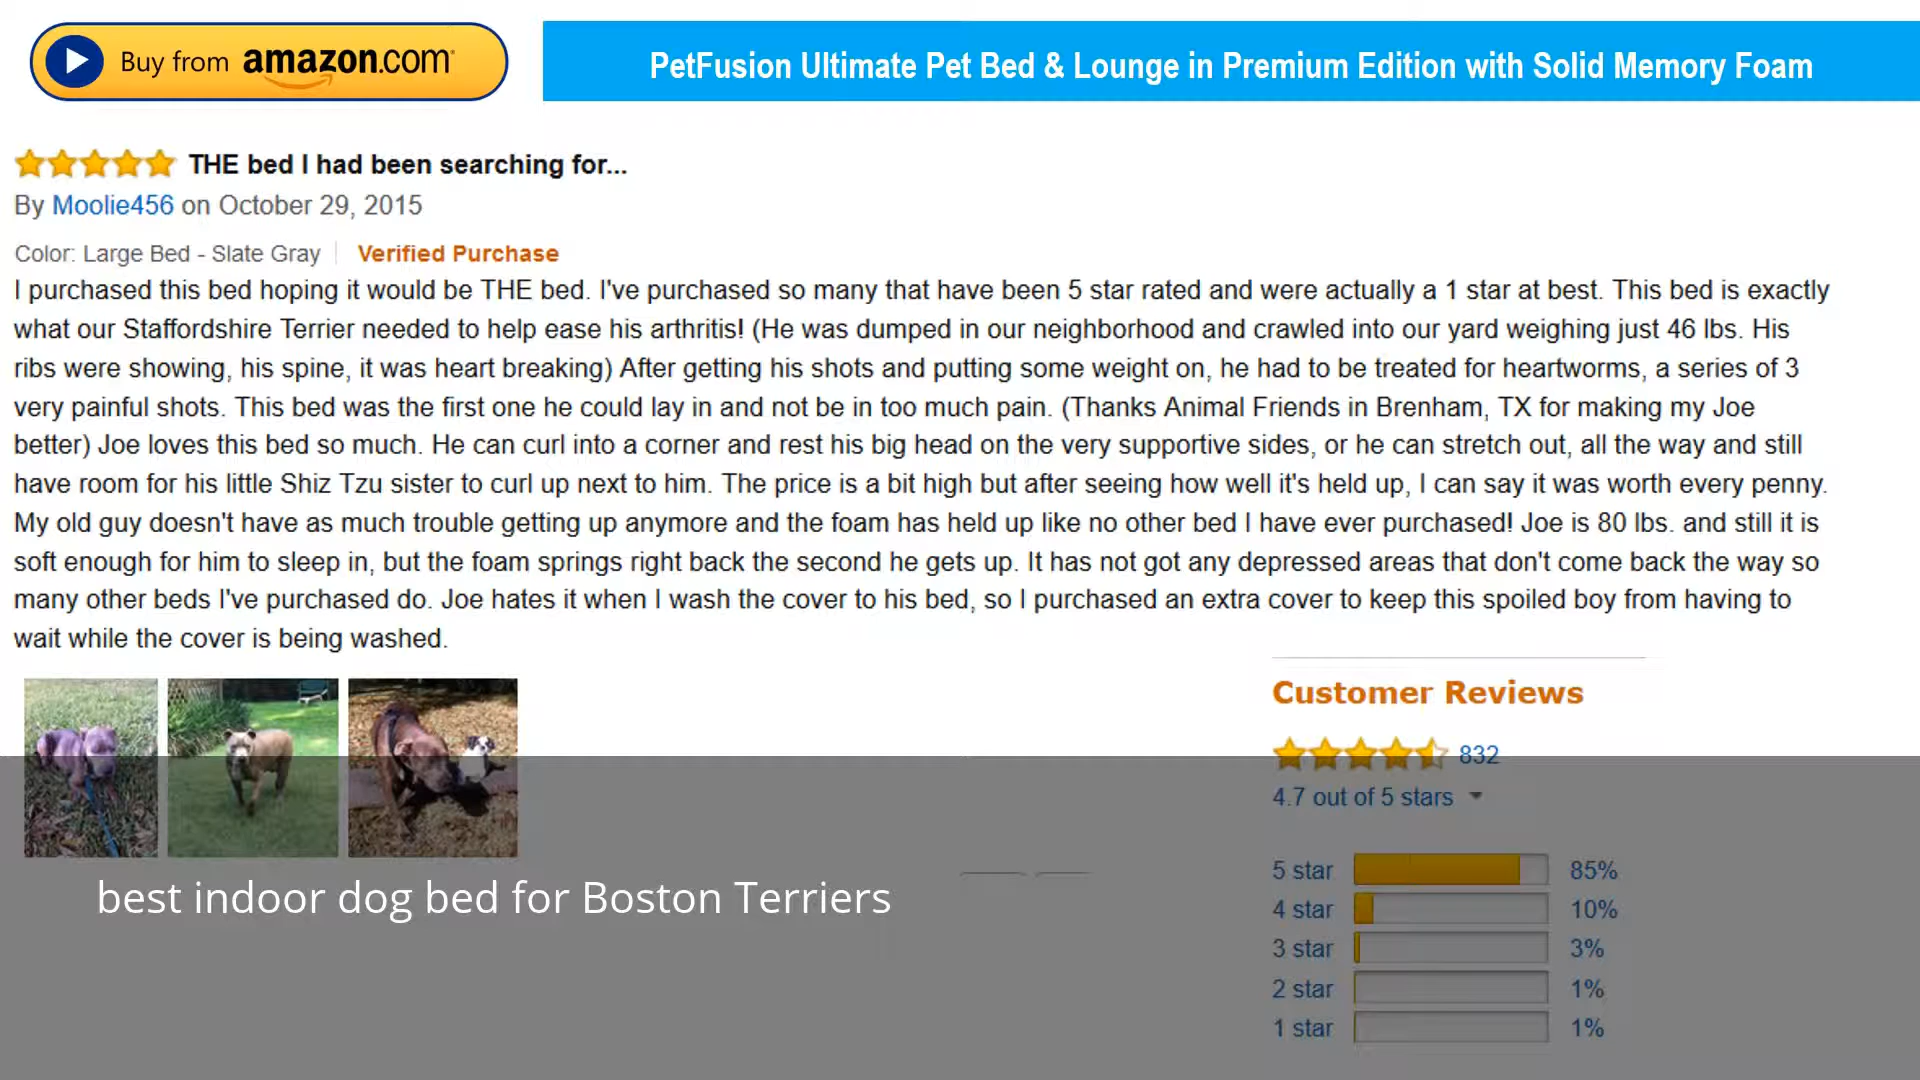 Buy from amazon.com
PetFusion Ultimate Pet Bed & Lounge in Premium Edition with Solid Memory Foam
THE bed I had been searching for...
By Moolie456 on October 29, 2015
Color: Large Bed - Slate Gray Verified Purchase
I purchased this bed hoping it would be THE bed. I've purchased so many that have been 5 star rated and were actually a 1 star at best. This bed is exactly
what our Staffordshire Terrier needed to help ease his arthritis! (He was dumped in our neighborhood and crawled into our yard weighing just 46 lbs. His
ribs were showing, his spine, it was heart breaking) After getting his shots and putting some weight on, he had to be treated for heartworms, a series of 3
very painful shots. This bed was the first one he could lay in and not be in too much pain. (Thanks Animal Friends in Brenham, TX for making my Joe
better) Joe loves this bed so much. He can curl into a corner and rest his big head on the very supportive sides, or he can stretch out, all the way and still
have room for his little Shiz Tzu sister to curl up next to him. The price is a bit high but after seeing how well it's held up, I can say it was worth every penny.
My old guy doesn't have as much trouble getting up anymore and the foam has held up like no other bed I have ever purchased! Joe is 80 lbs. and still it is
soft enough for him to sleep in, but the foam springs right back the second he gets up. It has not got any depressed areas that don't come back the way so
many other beds I've purchased do. Joe hates it when I wash the cover to his bed, so I purchased an extra cover to keep this spoiled boy from having to
wait while the cover is being washed.
Customer Reviews
832
4.7 out of 5 stars
5 star 85%
4 star 10%
3 star 3%
2 star 1%
1 star 1%
best indoor dog bed for Boston Terriers